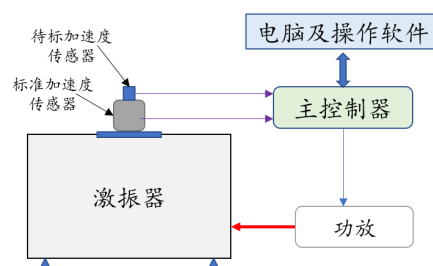 电脑及操作软件
待标加速度
传感器
标准加速度
传感器
主控制器
激振器
功放